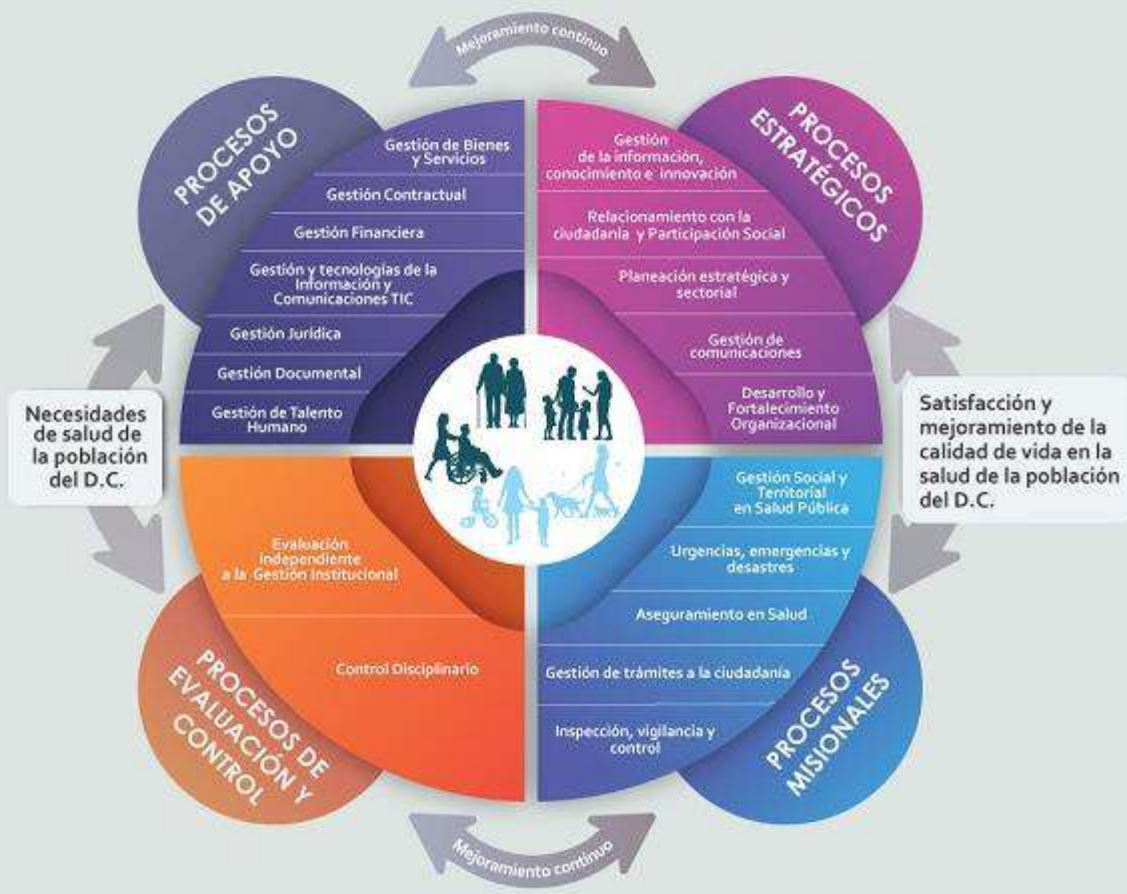 Mejoramiento continuo
PROCESOS
DE APOYO
Gestión de Bienes
y Servicios
Gestión Contractual
Gestión Financiera
Gestión y tecnologías de la
Información y
Comunicaciones TIC
Gestión Jurídica
Gestión Documental
Gestión de Talento
Humano
PROCESOS
ESTRATÉGICOS
Gestión
de la información,
conocimiento e innovación
Relacionamiento con la
ciudadanía y Participación Social
Planeación estratégica y
sectorial
Gestión de
comunicaciones
Desarrollo y
Fortalecimiento
Organizacional
Necesidades
de salud de
la población
del D.C.
Satisfacción y
mejoramiento de la
calidad de vida en la
salud de la población
del D.C.
Evaluación
independiente
a la Gestión Institucional
Control Disciplinario
PROCESOS DE
EVALUACIÓN Y
CONTROL
Gestión Social y
Territorial
en Salud Pública
Urgencias, emergencias y
desastres
Aseguramiento en Salud
Gestión de trámites a la ciudadanía
Inspección, vigilancia y
control
PROCESOS
MISIONALES
Mejoramiento continuo